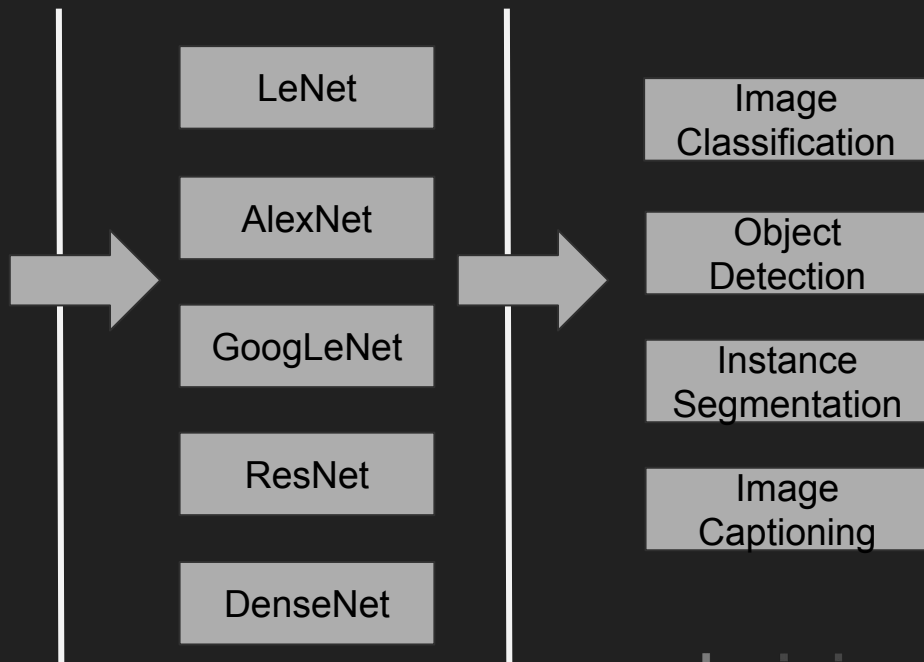 LeNet
AlexNet
GoogLeNet
ResNet
DenseNet
Image
Classification
Object
Detection
Instance
Segmentation
Image
Captioning